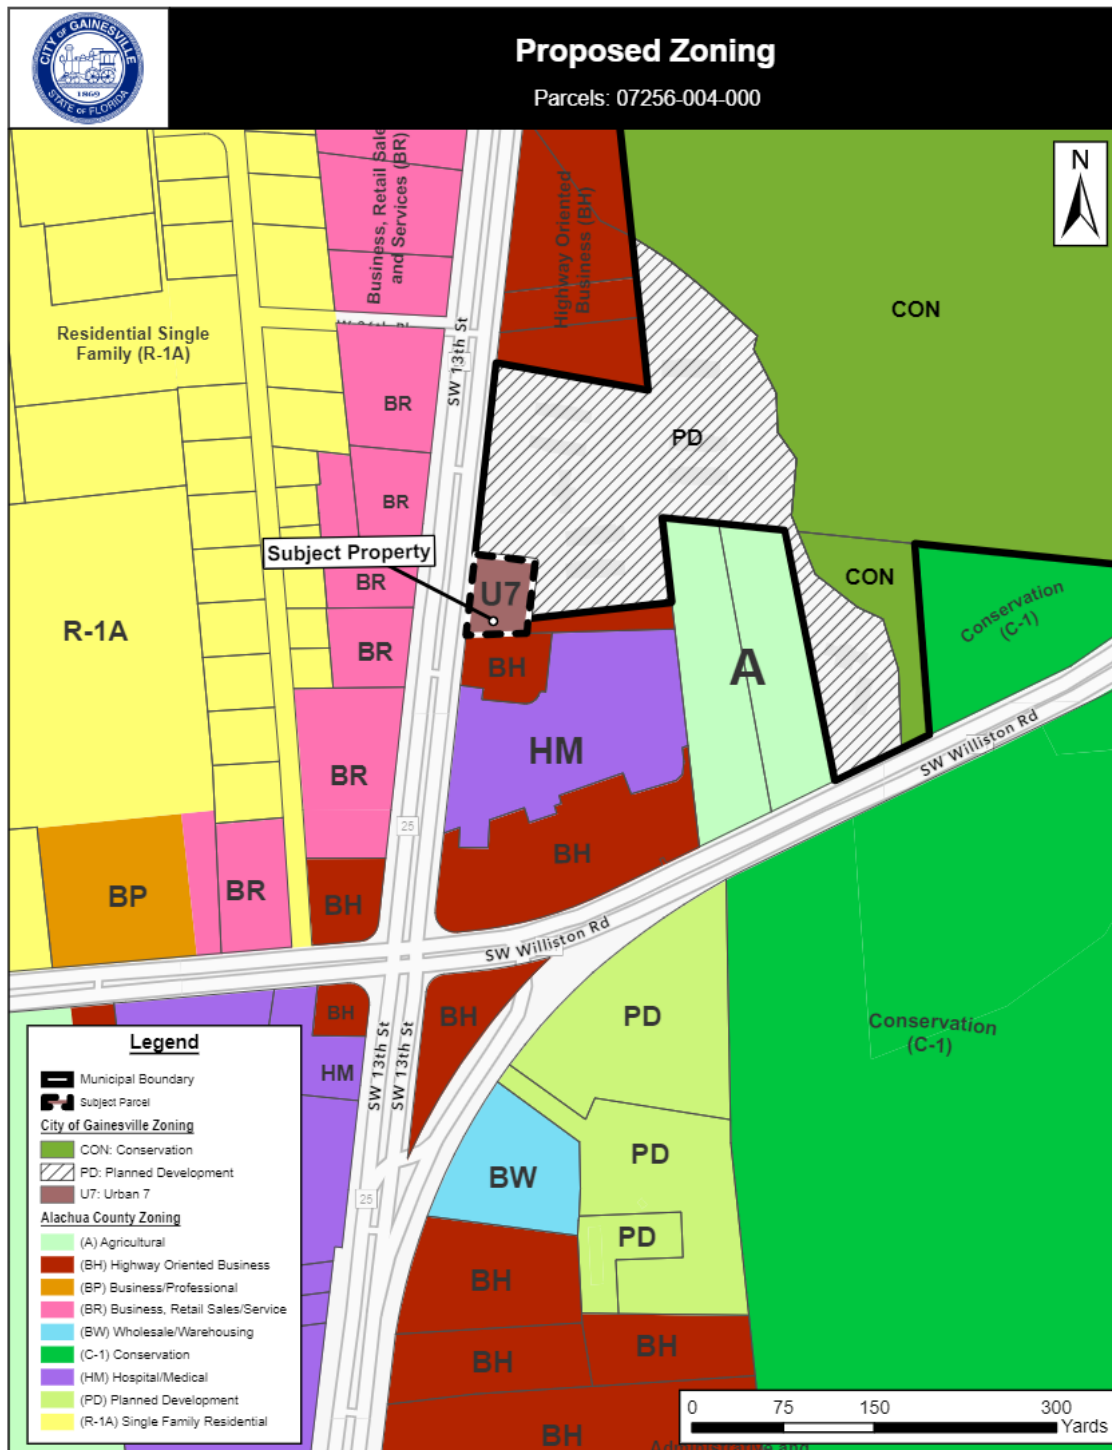 CITY OF GAINESVILLE
1869
STATE OF FLORIDA
Proposed Zoning
Parcels: 07256-004-000
N
Business, Retail Sale
and Services (BR)
Highway Oriented
Business (BH)
CON
Residential Single
Family (R-1A)
SW 13th St
BR
PD
BR
Subject Property
BR
U7
CON
Conservation
(C-1)
R-1A
BR
BH
A
HM
SW Williston Rd
BR
25
BH
BP
BR
BH
SW Williston Rd
BH
BH
PD
Conservation
(C-1)
SW 13th St
SW 13th St
HM
PD
BW
25
PD
BH
BH
BH
BH
Administrative and
Legend
Municipal Boundary
Subject Parcel
City of Gainesville Zoning
CON: Conservation
PD: Planned Development
U7: Urban 7
Alachua County Zoning
(A) Agricultural
(BH) Highway Oriented Business
(BP) Business/Professional
(BR) Business, Retail Sales/Service
(BW) Wholesale/Warehousing
(C-1) Conservation
(HM) Hospital/Medical
(PD) Planned Development
(R-1A) Single Family Residential
0 75 150 300
Yards